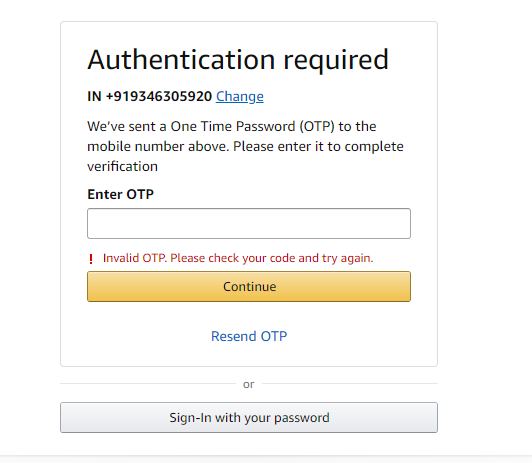 Authentication required
IN +919346305920 Change
We've sent a One Time Password (OTP) to the
mobile number above. Please enter it to complete
verification
Enter OTP
! Invalid OTP. Please check your code and try again.
Continue
Resend OTP
or
Sign-In with your password